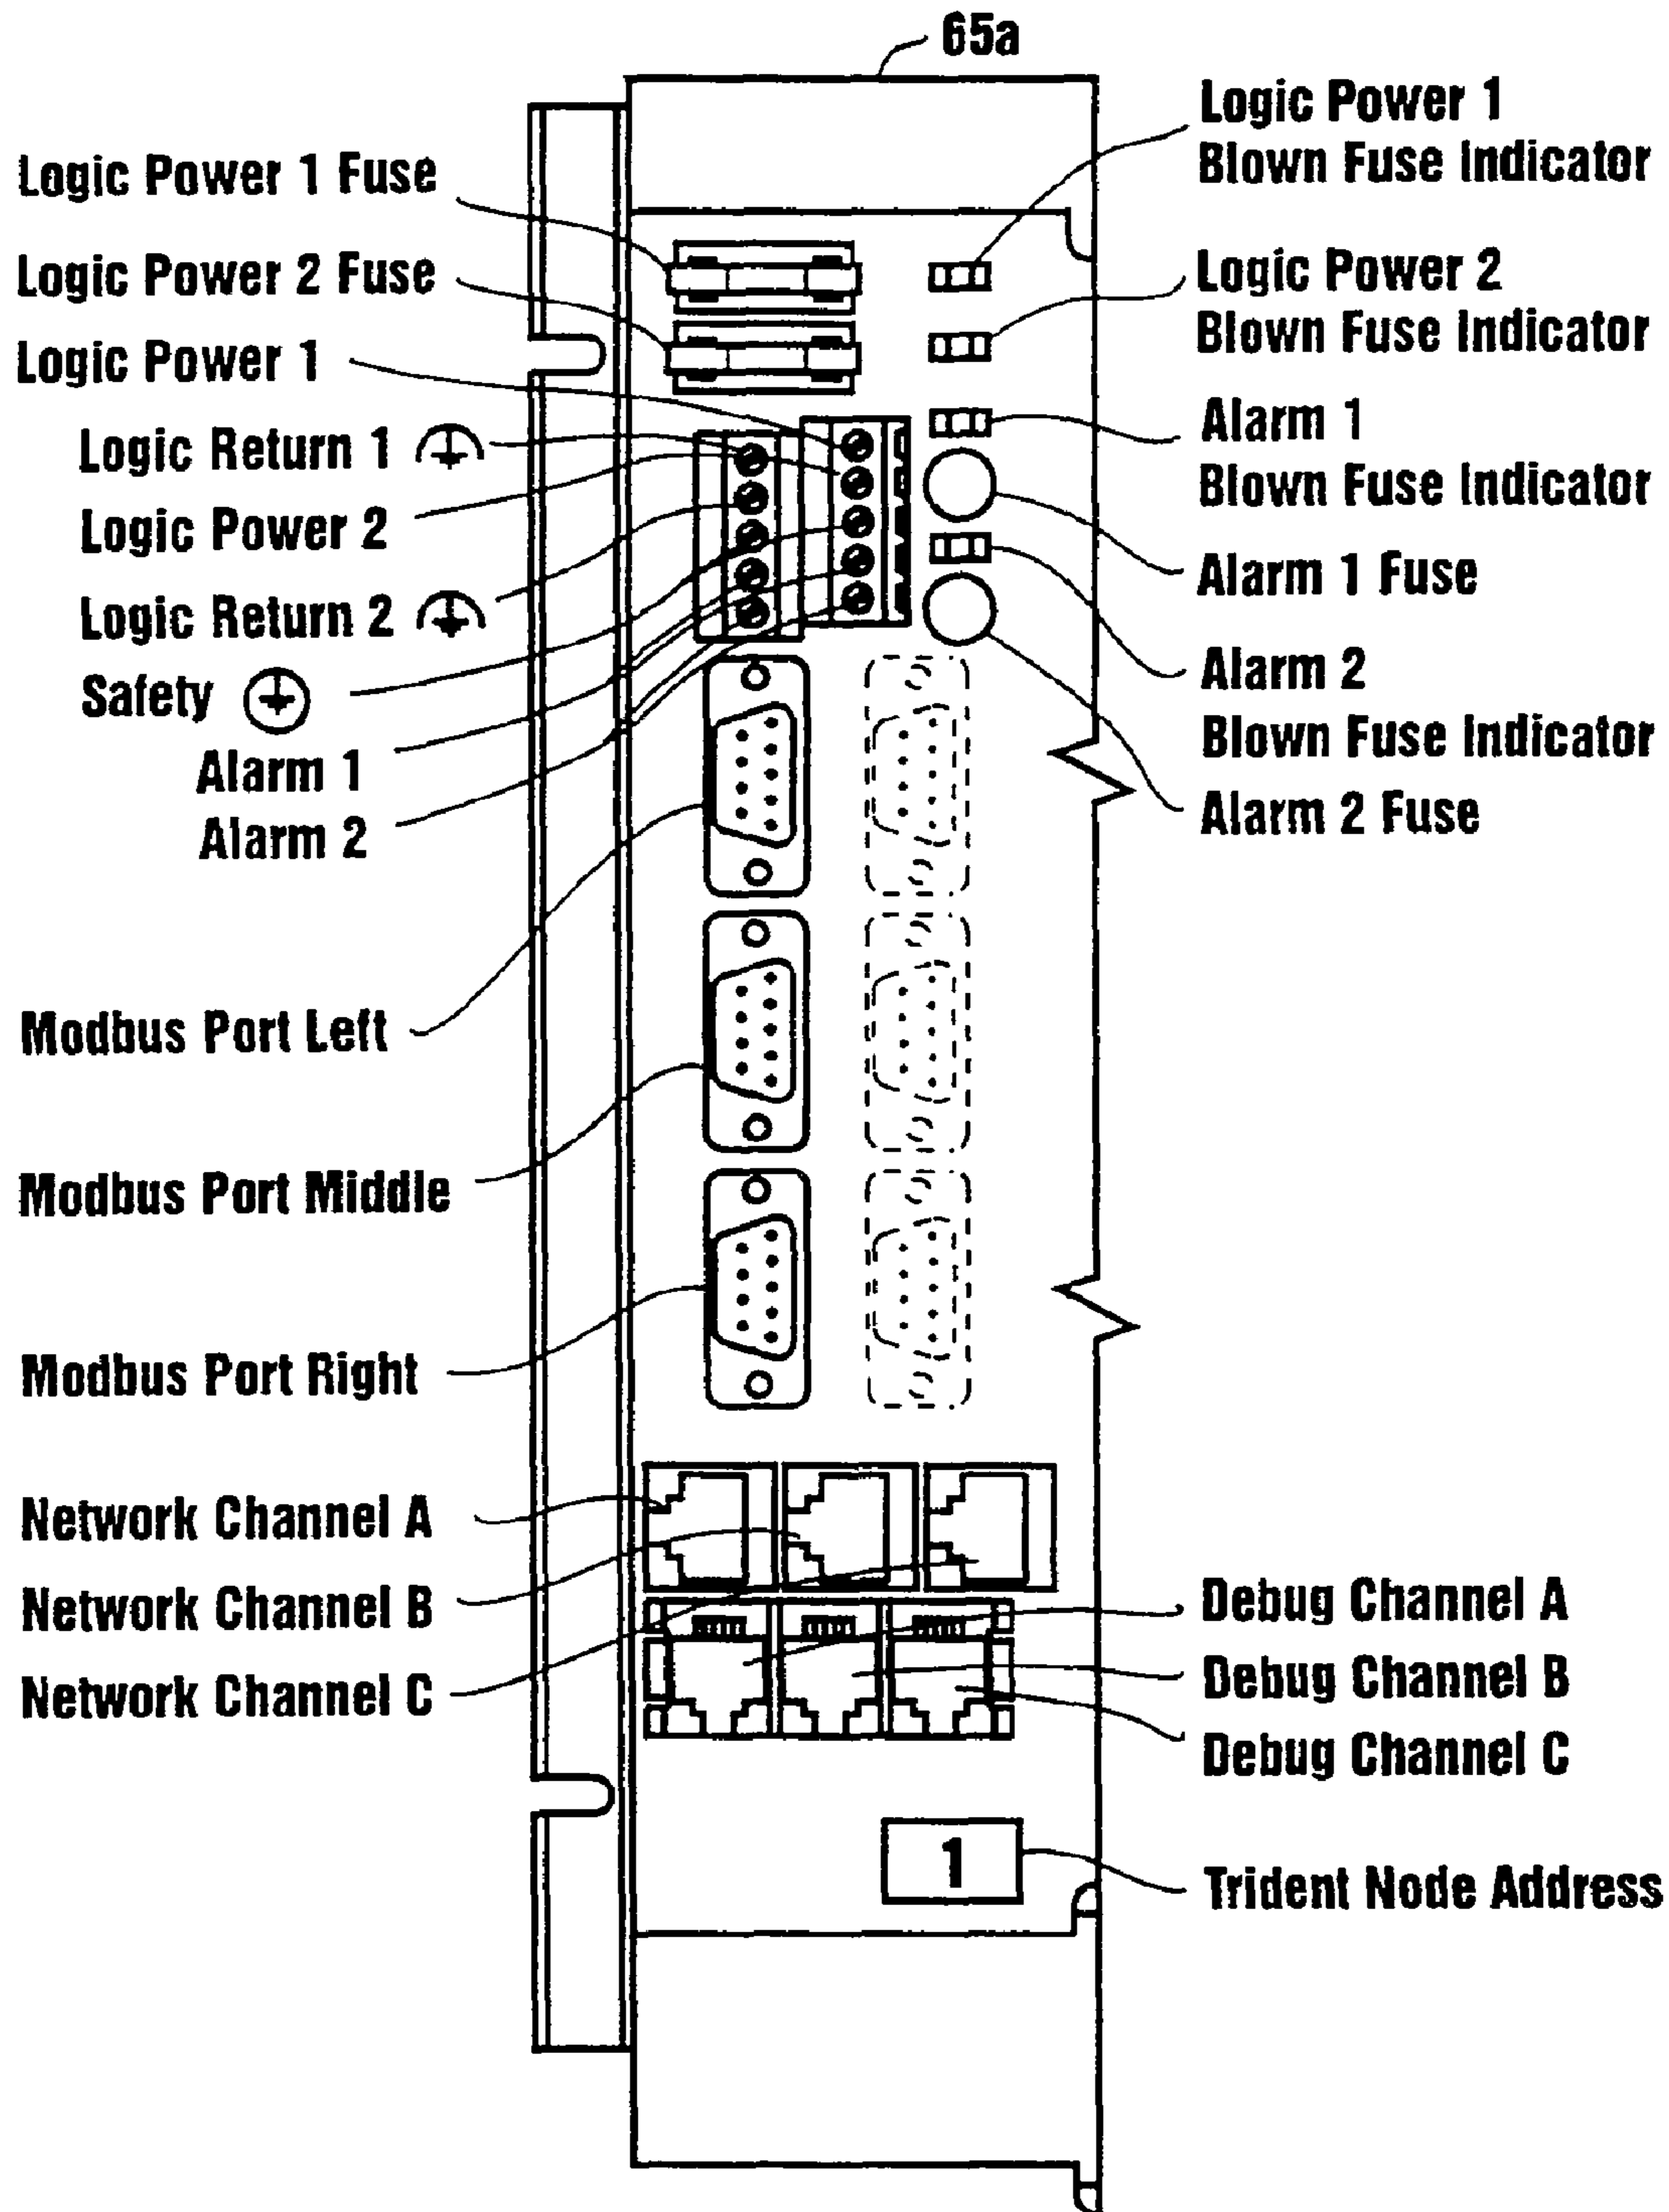 65a
Logic Power 1 Fuse
Logic Power 2 Fuse
Logic Power 1
Logic Return 1
Logic Power 2
Logic Return 2
Safety
Alarm 1
Alarm 2
Modbus Port Left
Modbus Port Middle
Modbus Port Right
Network Channel A
Network Channel B
Network Channel C
Logic Power 1
Blown Fuse Indicator
Logic Power 2
Blown Fuse Indicator
Alarm 1
Blown Fuse Indicator
Alarm 1 Fuse
Alarm 2
Blown Fuse Indicator
Alarm 2 Fuse
Debug Channel A
Debug Channel B
Debug Channel C
1
Trident Node Address